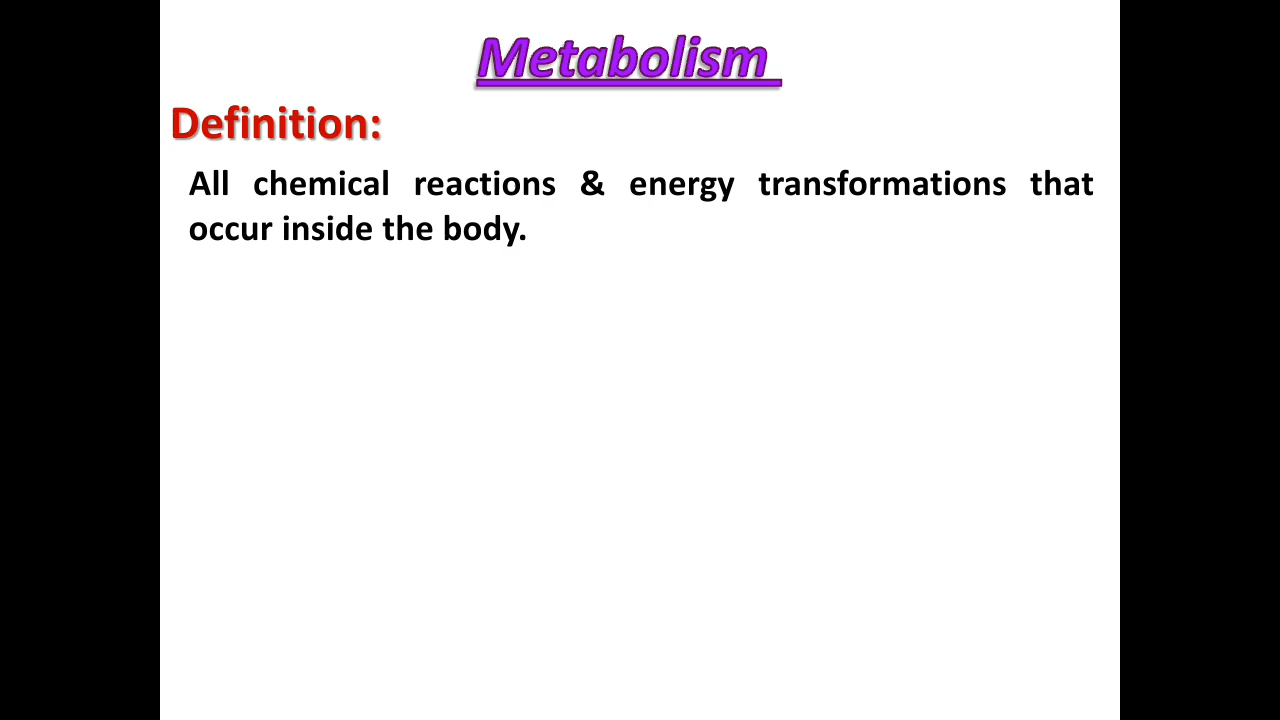 Metabolism
Definition:
All chemical reactions & energy transformations that
occur inside the body.